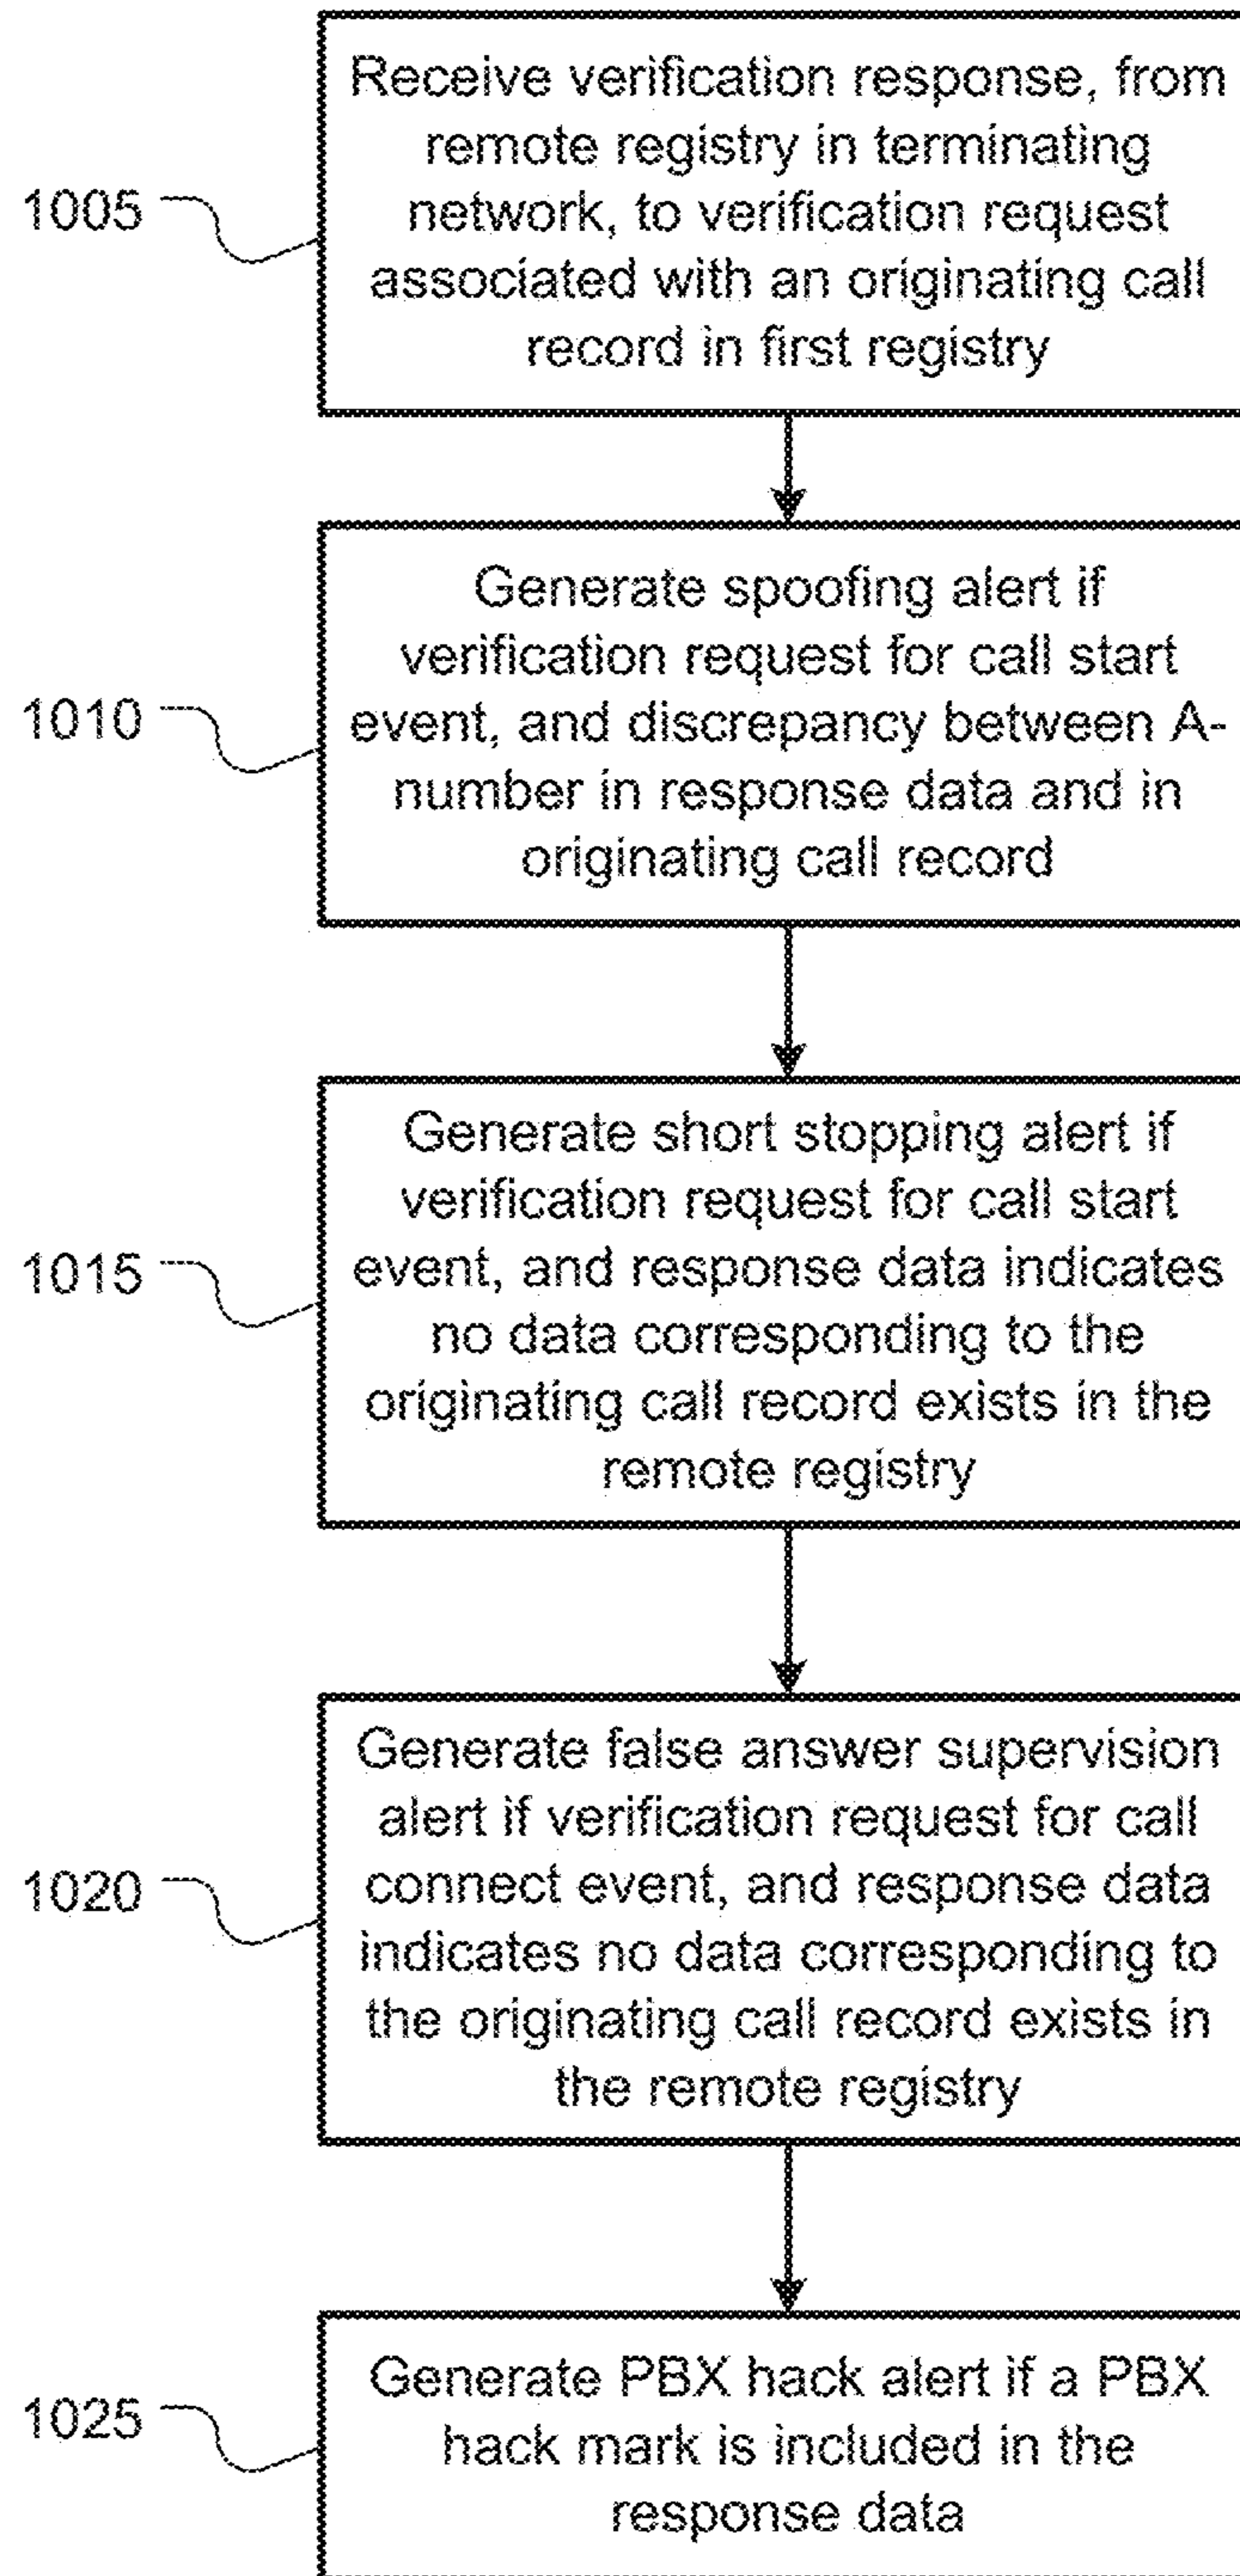 Receive verification response, from
remote registry in terminating
network, to verification request
associated with an originating call
record in first registry
1005
Generate spoofing alert if
verification request for call start
event, and discrepancy between A-
number in response data and in
originating call record
1010
Generate short stopping alert if
verification request for call start
event, and response data indicates
no data corresponding to the
originating call record exists in the
remote registry
1015
Generate false answer supervision
alert if verification request for call
connect event, and response data
indicates no data corresponding to
the originating call record exists in
the remote registry
1020
Generate PBX hack alert if a PBX
hack mark is included in the
response data
1025